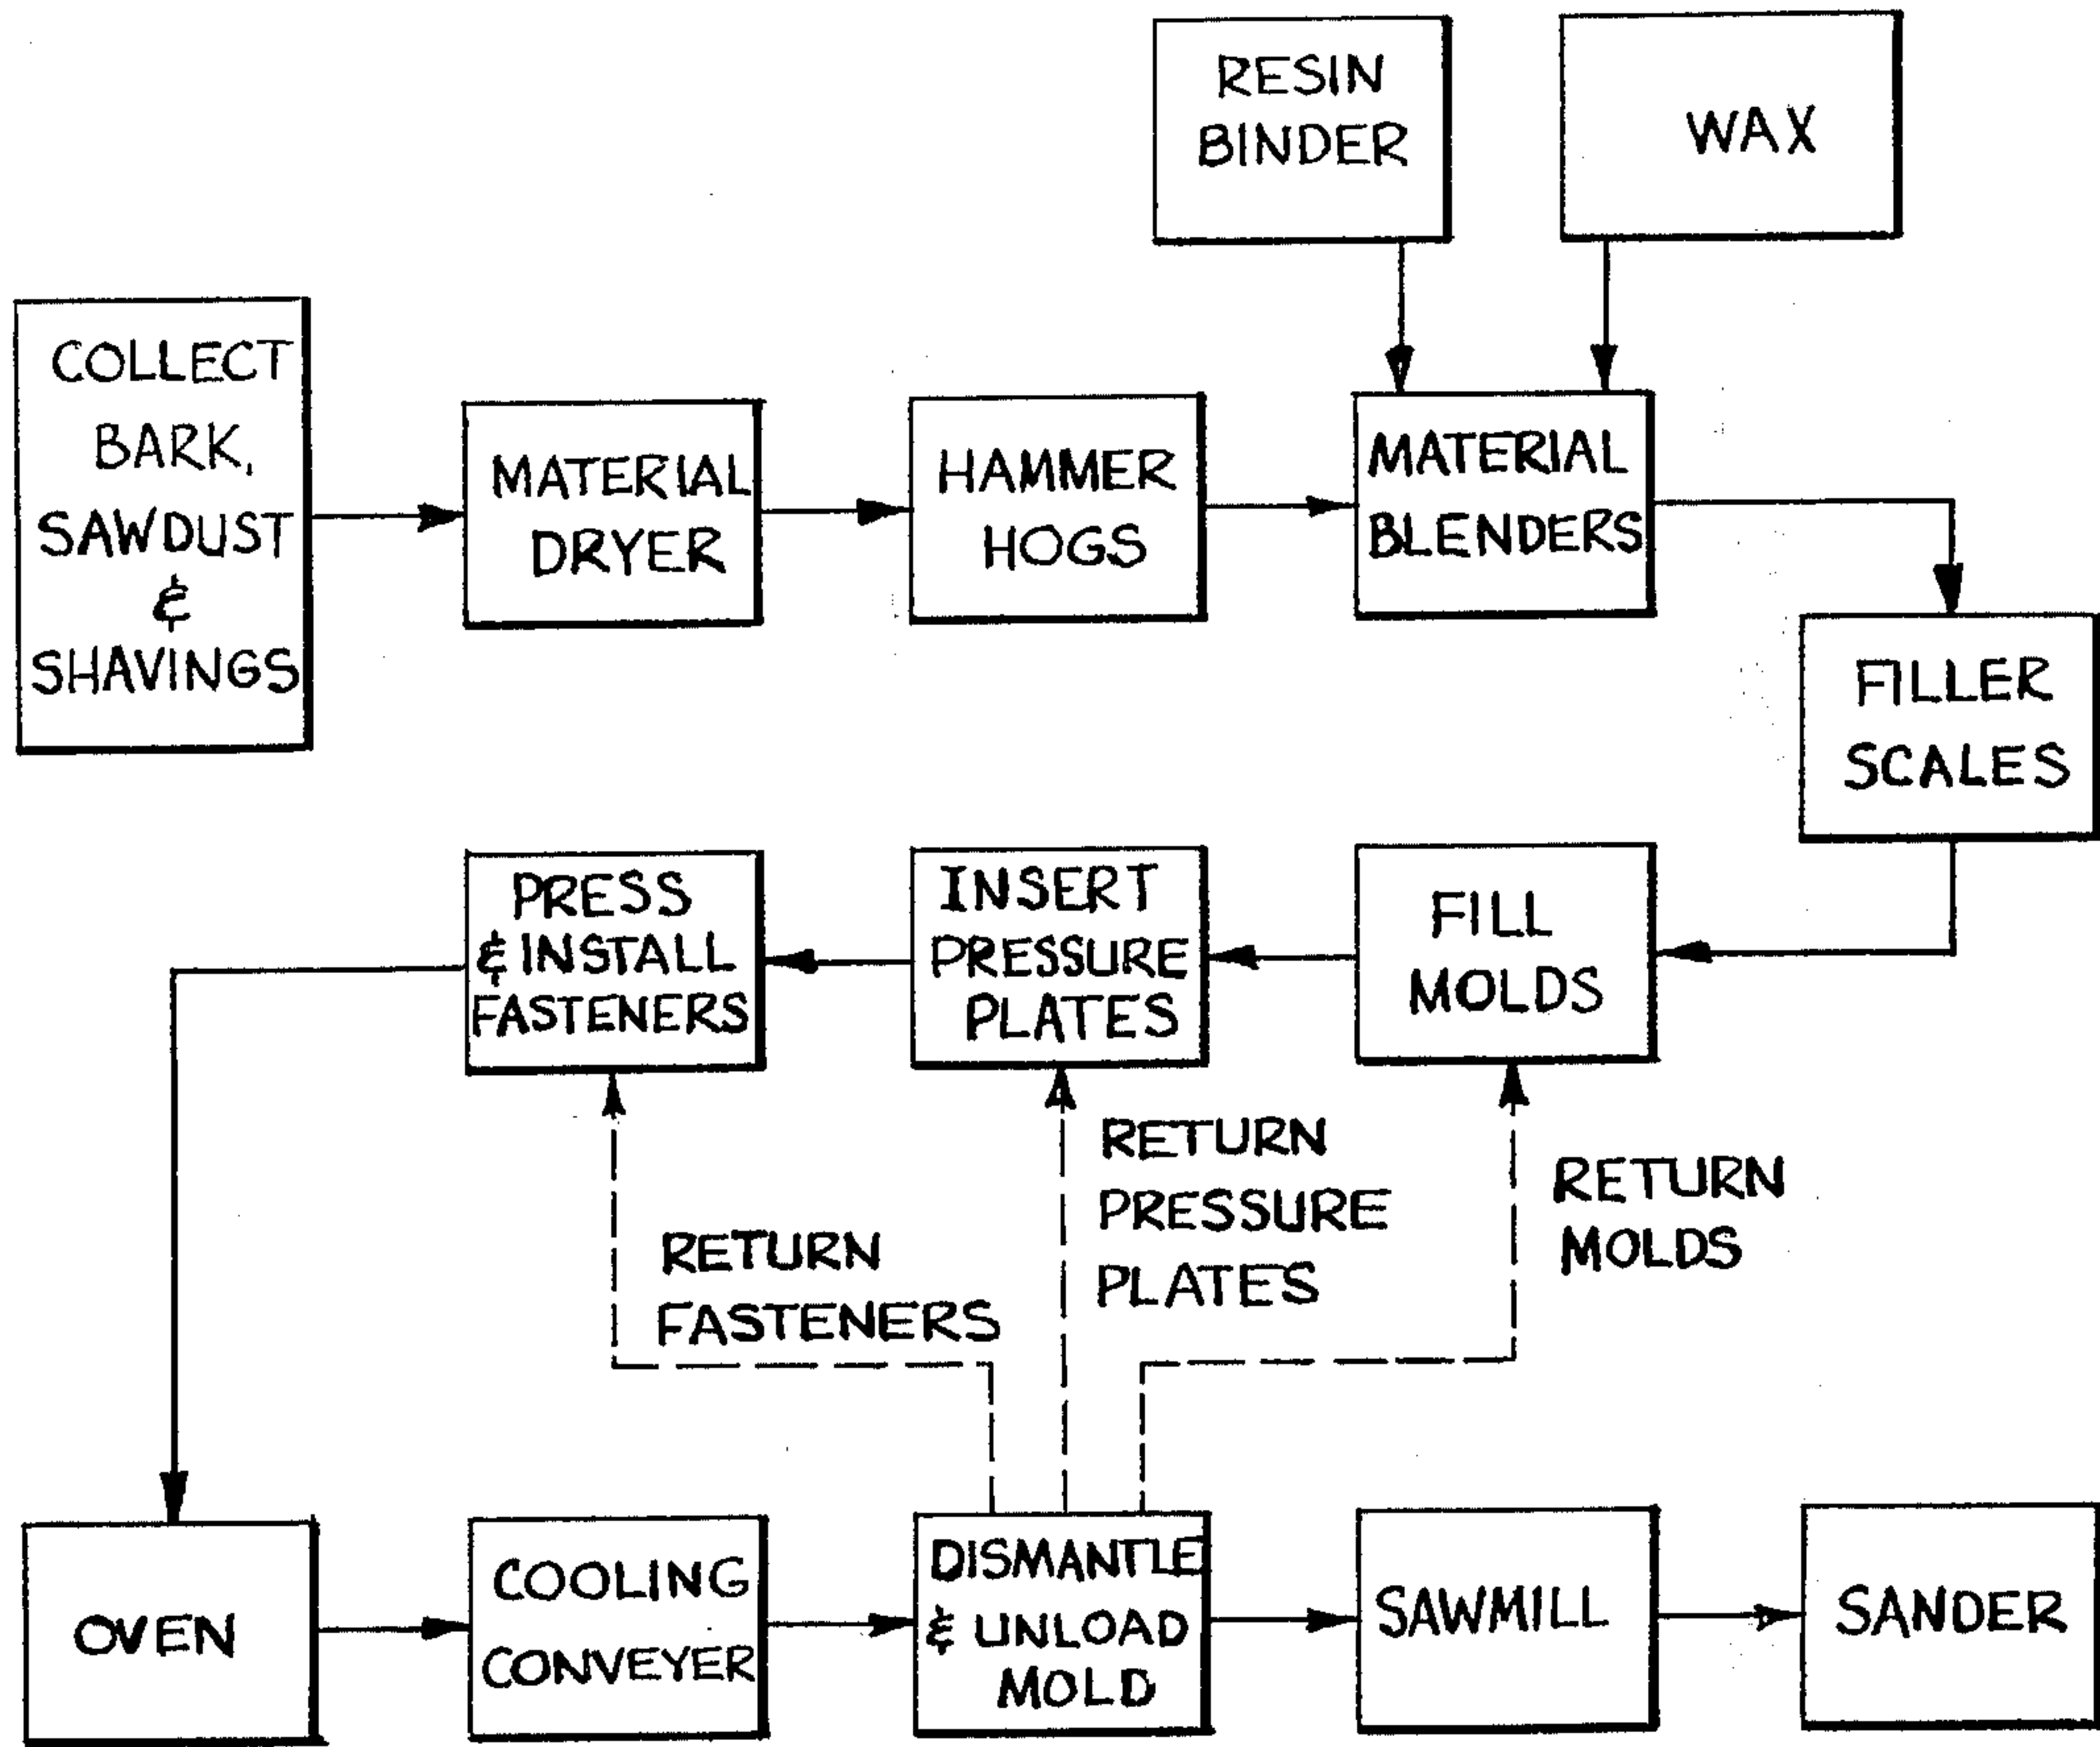 RESIN
BINDER
WAX
COLLECT
BARK,
SAWDUST
&
SHAVINGS
MATERIAL
DRYER
HAMMER
HOGS
MATERIAL
BLENDERS
FILLER
SCALES
FILL
MOLDS
INSERT
PRESSURE
PLATES
PRESS
& INSTALL
FASTENERS
RETURN
FASTENERS
RETURN
PRESSURE
PLATES
RETURN
MOLDS
OVEN
COOLING
CONVEYER
DISMANTLE
& UNLOAD
MOLD
SAWMILL
SANDER